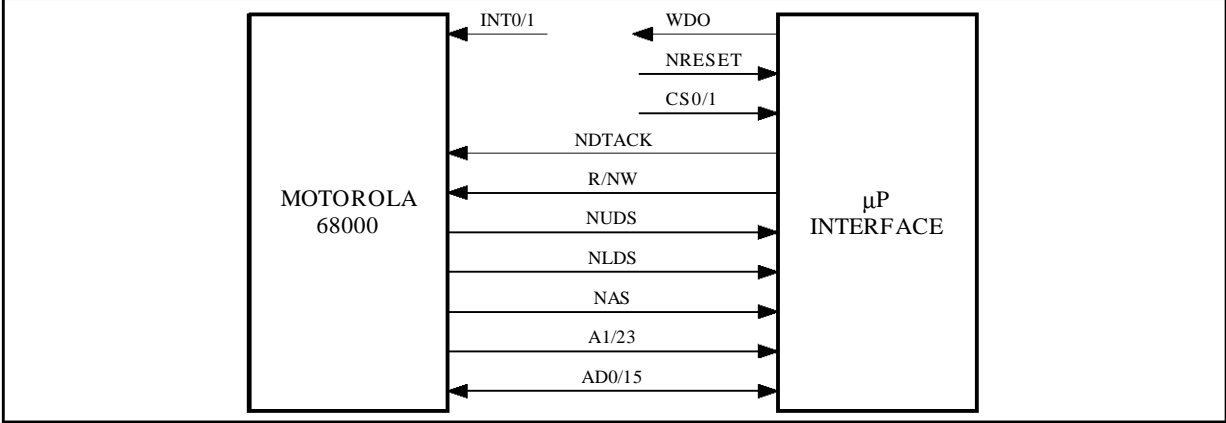 INT0/1
WDO
NRESET
CS0/1
NDTACK
R/NW
MOTOROLA
68000
µP
INTERFACE
NUDS
NLDS
NAS
A1/23
AD0/15